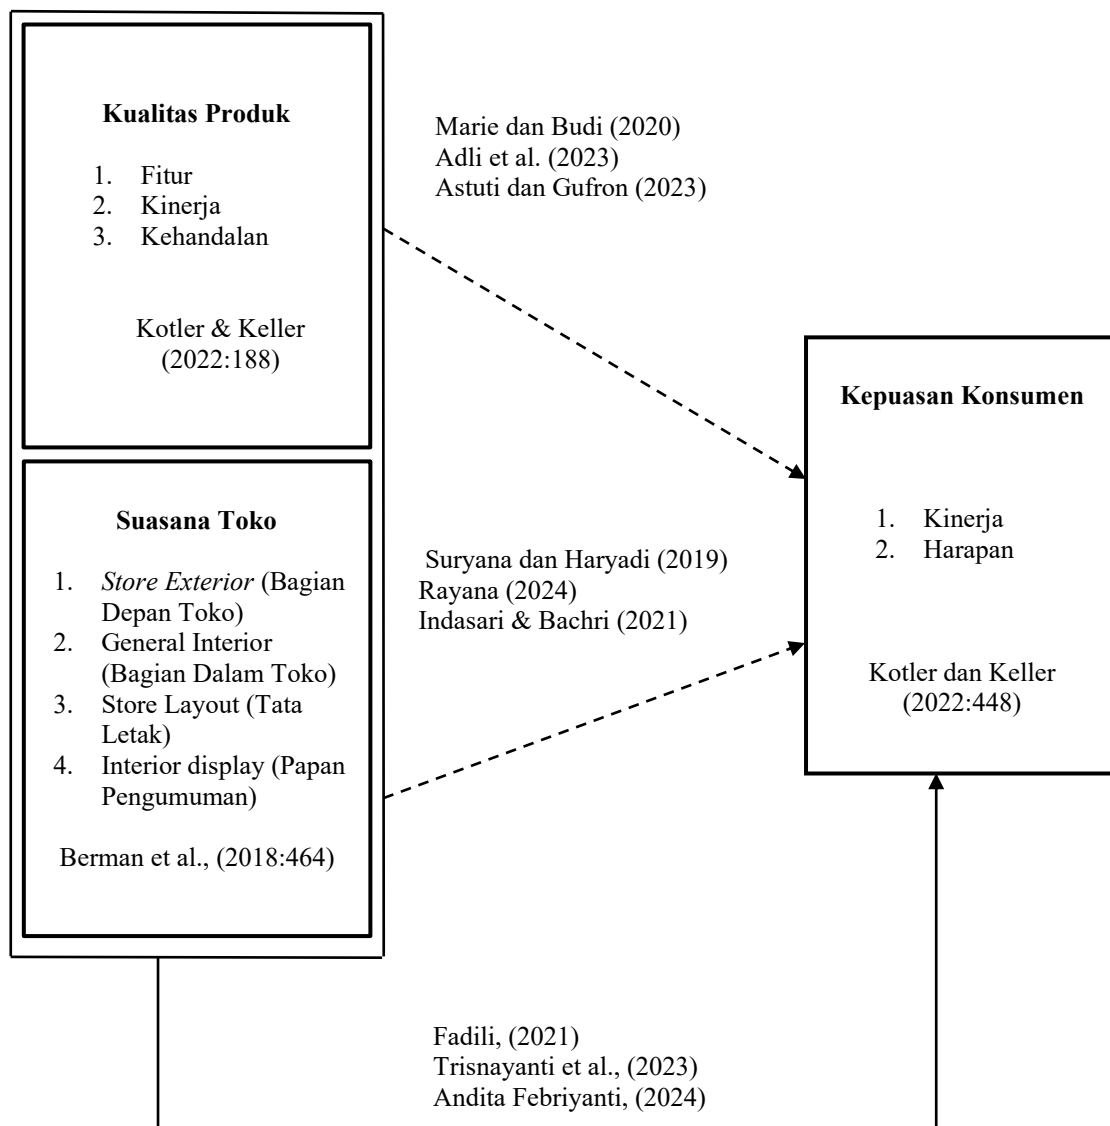 Kualitas Produk
1. Fitur
2. Kinerja
3. Kehandalan
Kotler & Keller
(2022:188)
Marie dan Budi (2020)
Adli et al. (2023)
Astuti dan Gufron (2023)
Suasana Toko
1. Store Exterior (Bagian
Depan Toko)
2. General Interior
(Bagian Dalam Toko)
3. Store Layout (Tata
Letak)
4. Interior display (Papan
Pengumuman)
Berman et al., (2018:464)
Suryana dan Haryadi (2019)
Rayana (2024)
Indasari & Bachri (2021)
Kepuasan Konsumen
1. Kinerja
2. Harapan
Kotler dan Keller
(2022:448)
Fadili, (2021)
Trisnayanti et al., (2023)
Andita Febriyanti, (2024)